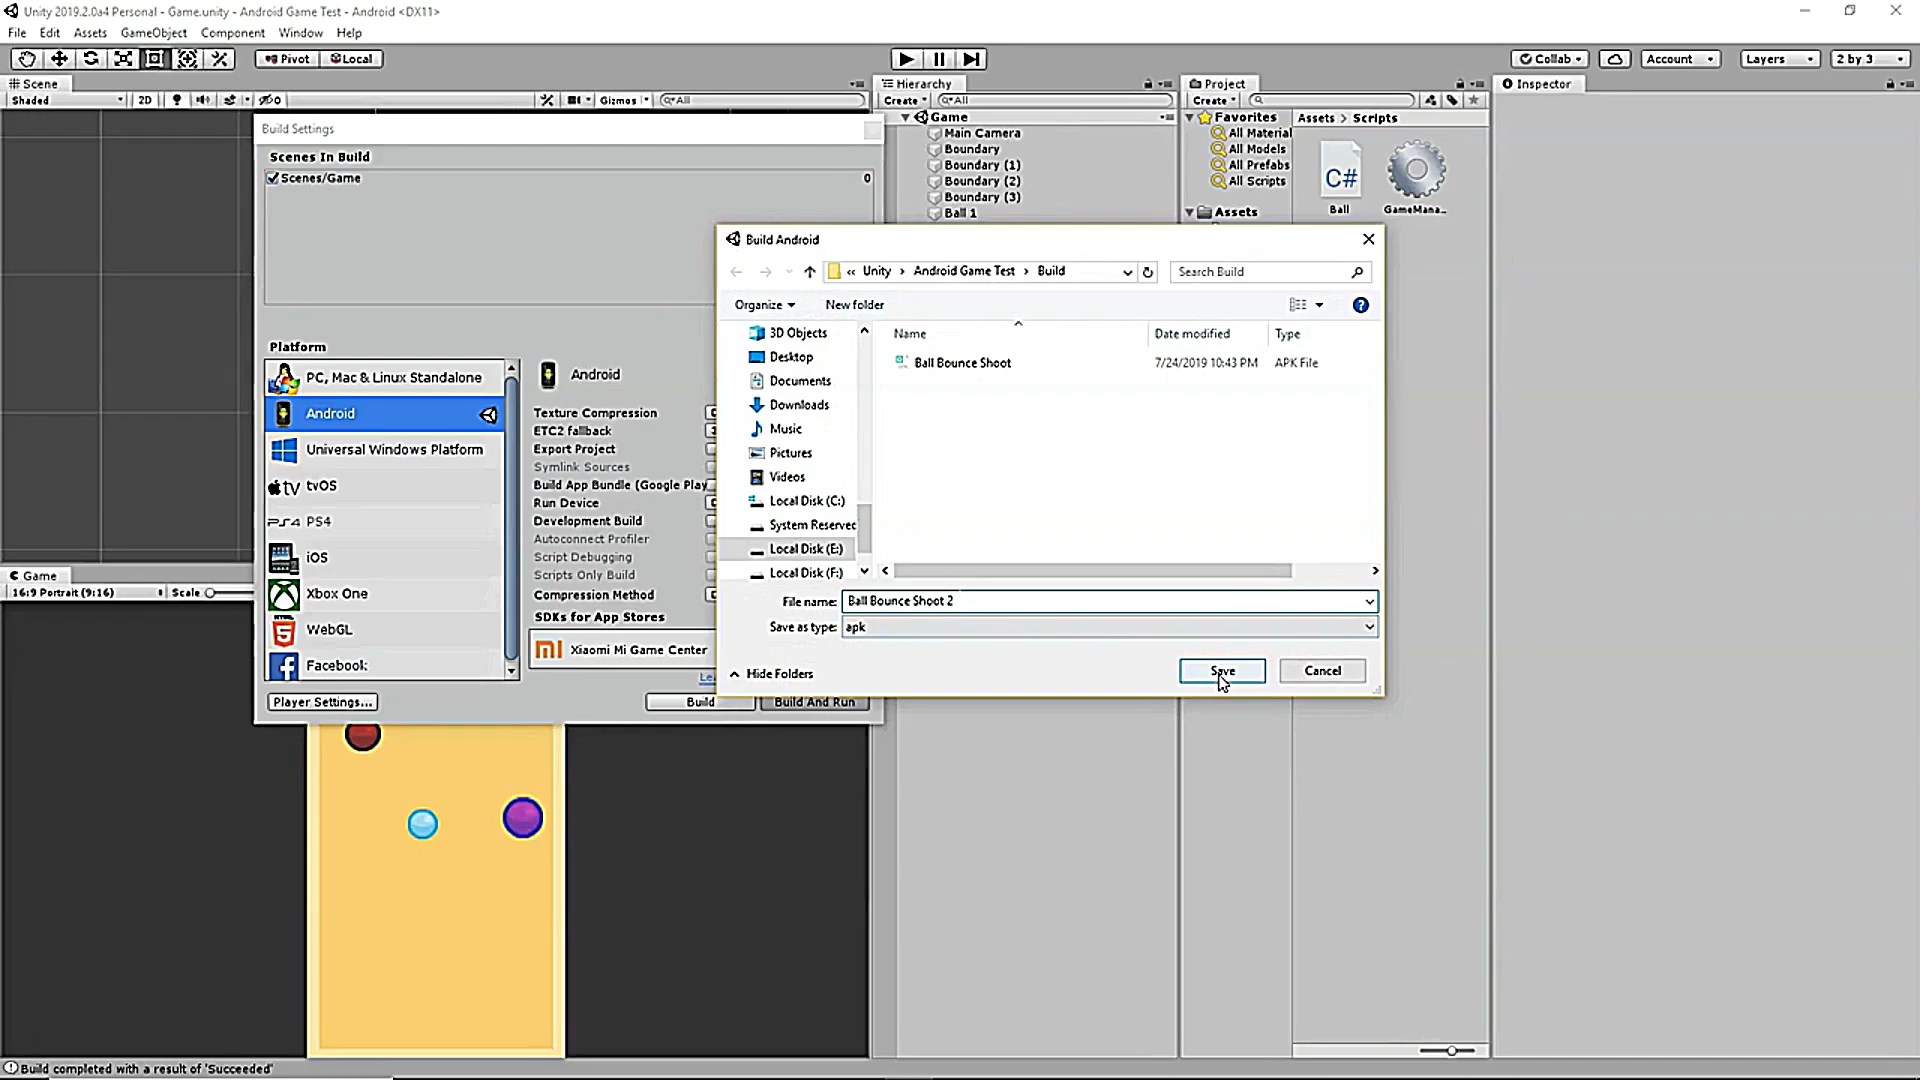 Unity 2019.2.0a4 Personal - Game.unity - Android Game Test - Android <DX11>
File Edit Assets GameObject Component Window Help
Pivot Local Collab Account Layers 2 by 3
Scene Hierarchy Project Inspector
Shaded 2D 0 Gizmos All Create All Create
Game
Main Camera
Boundary
Boundary (1)
Boundary (2)
Boundary (3)
Ball 1
Favorites
All Material
All Models
All Prefabs
All Scripts
Assets
Assets > Scripts
C#
Ball GameMana..
Build Settings
Scenes In Build
Scenes/Game 0
Platform
PC, Mac & Linux Standalone
Android
Universal Windows Platform
tv tvOS
PS4
iOS
Xbox One
HTML 5 WebGL
Facebook
Player Settings...
Android
Texture Compression
ETC2 fallback
Export Project
Symlink Sources
Build App Bundle (Google Play
Run Device
Development Build
Autoconnect Profiler
Script Debugging
Scripts Only Build
Compression Method
SDKs for App Stores
MI Xiaomi Mi Game Center
Le
Build Build And Run
Build Android
« Unity > Android Game Test > Build Search Build
Organize New folder
3D Objects
Desktop
Documents
Downloads
Music
Pictures
Videos
Local Disk (C:)
System Reserved
Local Disk (E:)
Local Disk (F:)
Name Date modified Type
Ball Bounce Shoot 7/24/2019 10:43 PM APK File
File name: Ball Bounce Shoot 2
Save as type: apk
Hide Folders Save Cancel
Game
16:9 Portrait (9:16) Scale
Build completed with a result of 'Succeeded'